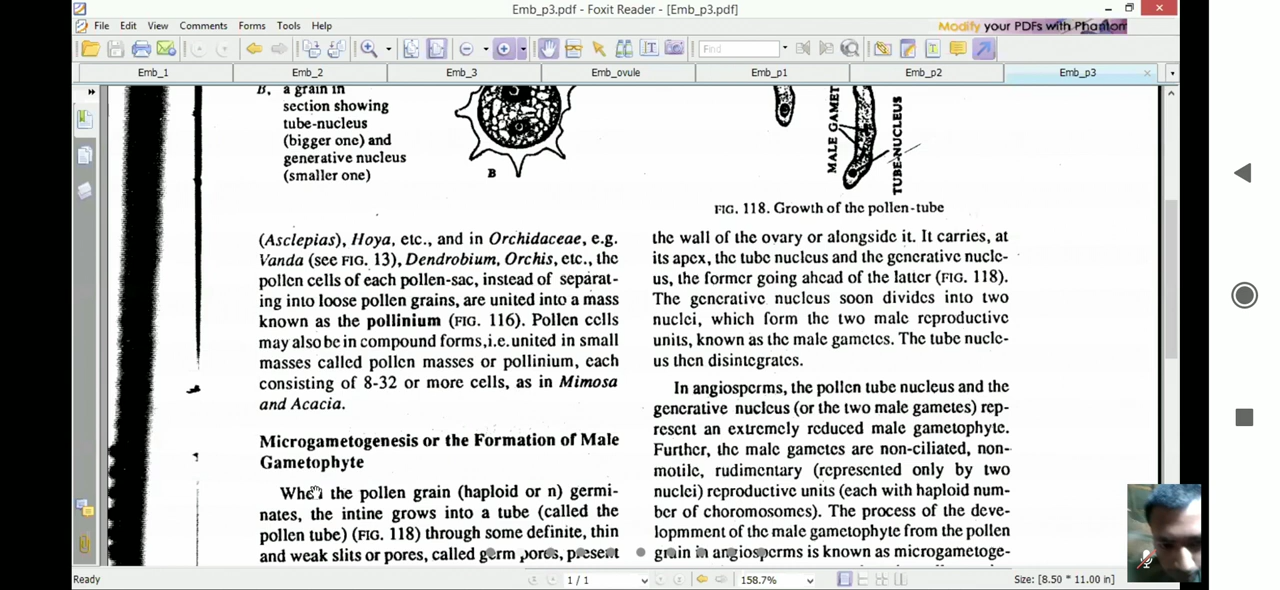 Emb_p3.pdf - Foxit Reader - [Emb_p3.pdf]
File Edit View Comments Forms Tools Help
Modify your PDFs with Phantom
Find
Emb_1 Emb_2 Emb_3 Emb_ovule Emb_p1 Emb_p2 Emb_p3
B, a grain in
section showing
tube-nucleus
(bigger one) and
generative nucleus
(smaller one)
B
MALE GAMET
TUBE-NUCLEUS
FIG. 118. Growth of the pollen-tube
(Asclepias), Hoya, etc., and in Orchidaceae, e.g.
Vanda (see FIG. 13), Dendrobium, Orchis, etc., the
pollen cells of each pollen-sac, instead of separat-
ing into loose pollen grains, are united into a mass
known as the pollinium (FIG. 116). Pollen cells
may also be in compound forms, i.e. united in small
masses called pollen masses or pollinium, each
consisting of 8-32 or more cells, as in Mimosa
and Acacia.
Microgametogenesis or the Formation of Male
Gametophyte
When the pollen grain (haploid or n) germi-
nates, the intine grows into a tube (called the
pollen tube) (FIG. 118) through some definite, thin
and weak slits or pores, called germ pores, present
the wall of the ovary or alongside it. It carries, at
its apex, the tube nucleus and the generative nucle-
us, the former going ahead of the latter (FIG. 118).
The generative nucleus soon divides into two
nuclei, which form the two male reproductive
units, known as the male gametes. The tube nucle-
us then disintegrates.
In angiosperms, the pollen tube nucleus and the
generative nucleus (or the two male gametes) rep-
resent an extremely reduced male gametophyte.
Further, the male gametes are non-ciliated, non-
motile, rudimentary (represented only by two
nuclei) reproductive units (each with haploid num-
ber of choromosomes). The process of the deve-
lopmment of the male gametophyte from the pollen
grain in angiosperms is known as microgametoge-
Ready 1 / 1 158.7% Size: [8.50 * 11.00 in]